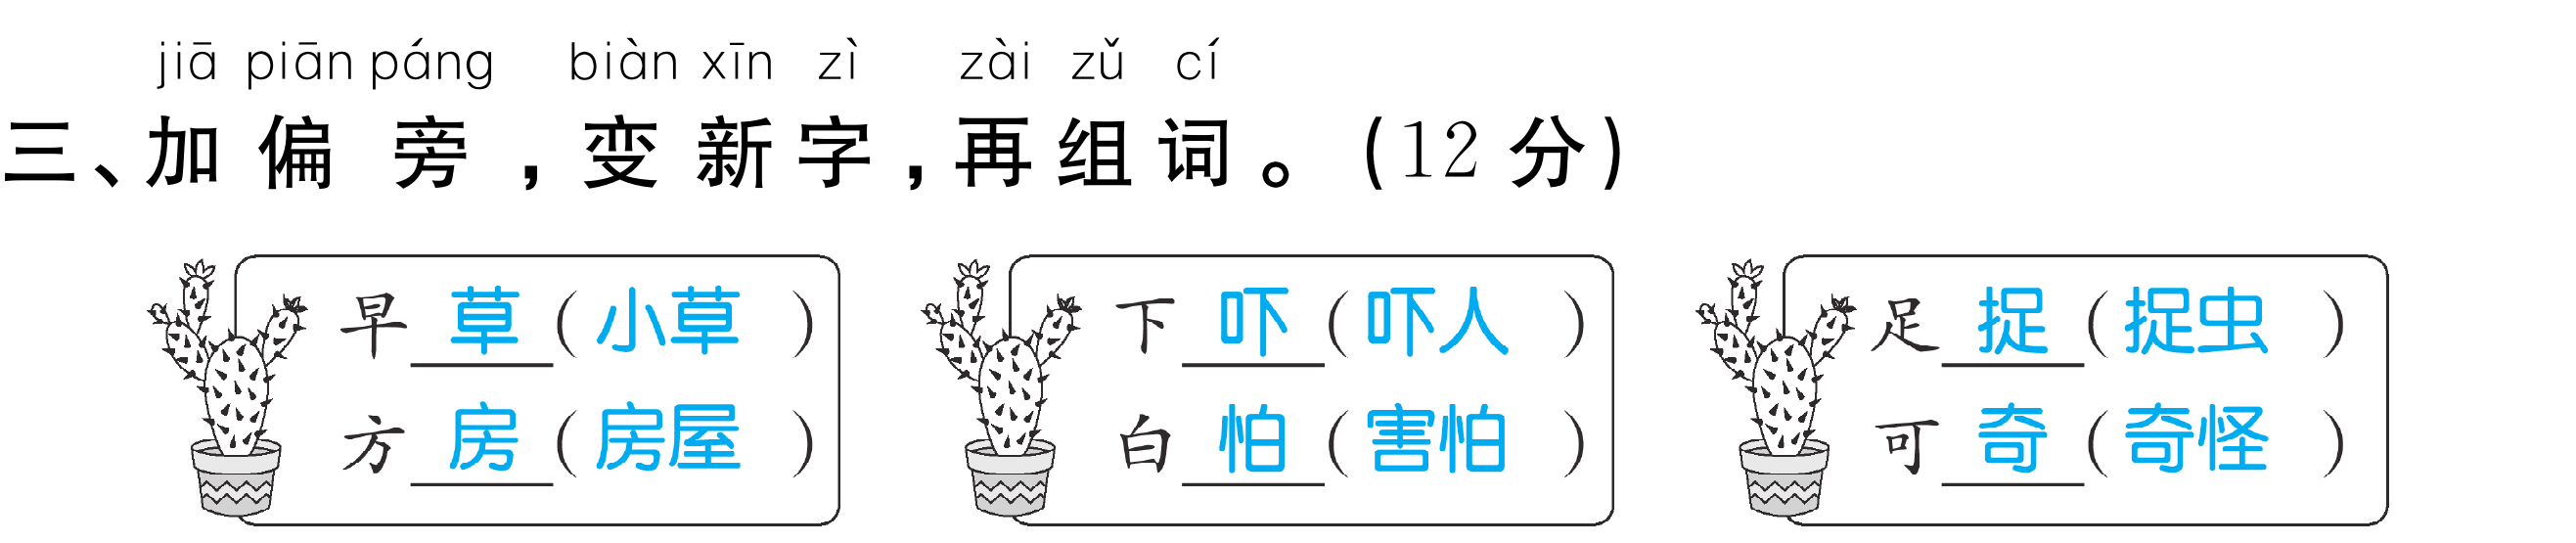 jiā piān páng biàn xīn zì zài zǔ cí
三、加偏旁，变新字，再组词。(12分)
早 草 (小草) 下 吓 (吓人) 足 捉 (捉虫)
方 房 (房屋) 白 怕 (害怕) 可 奇 (奇怪)